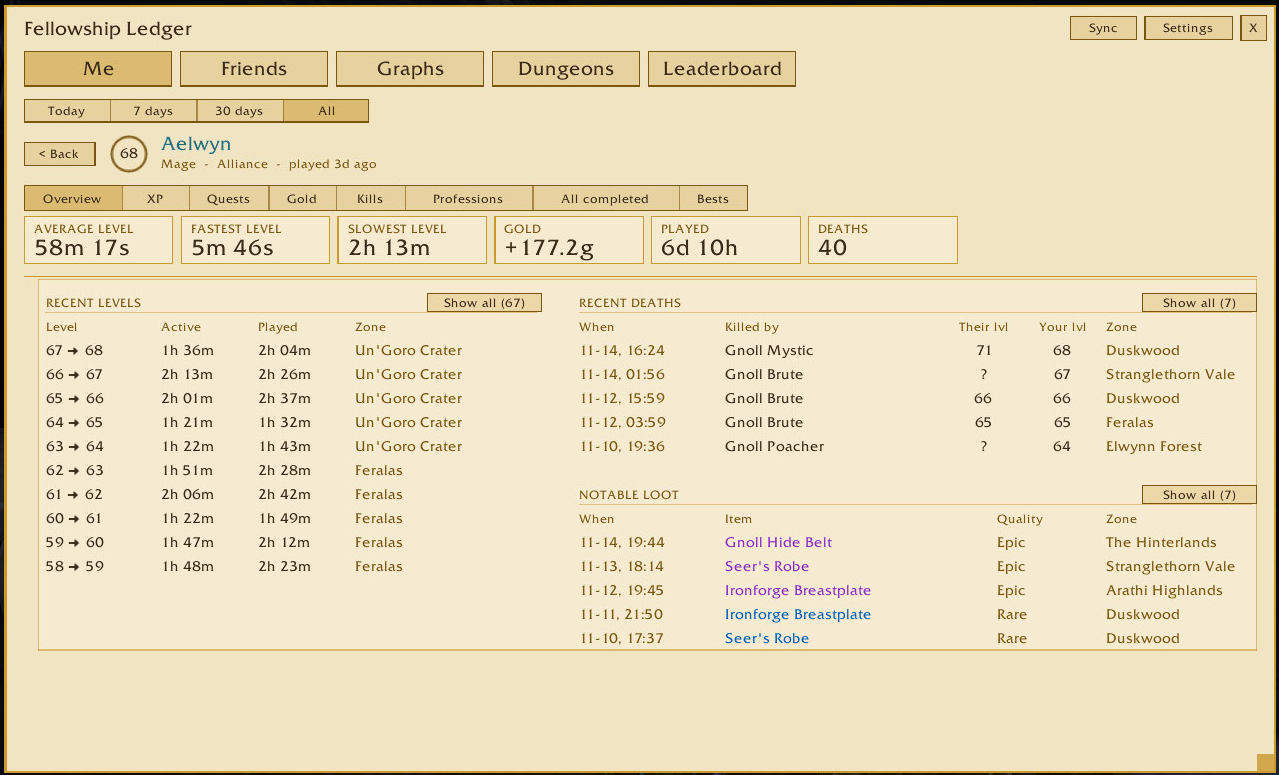 Fellowship Ledger
Sync Settings X
Me Friends Graphs Dungeons Leaderboard
Today 7 days 30 days All
< Back 68 Aelwyn
Mage - Alliance - played 3d ago
Overview XP Quests Gold Kills Professions All completed Bests
AVERAGE LEVEL FASTEST LEVEL SLOWEST LEVEL GOLD PLAYED DEATHS
58m 17s 5m 46s 2h 13m +177.2g 6d 10h 40
RECENT LEVELS Show all (67)
Level Active Played Zone
67 → 68 1h 36m 2h 04m Un'Goro Crater
66 → 67 2h 13m 2h 26m Un'Goro Crater
65 → 66 2h 01m 2h 37m Un'Goro Crater
64 → 65 1h 21m 1h 32m Un'Goro Crater
63 → 64 1h 22m 1h 43m Un'Goro Crater
62 → 63 1h 51m 2h 28m Feralas
61 → 62 2h 06m 2h 42m Feralas
60 → 61 1h 22m 1h 49m Feralas
59 → 60 1h 47m 2h 12m Feralas
58 → 59 1h 48m 2h 23m Feralas
RECENT DEATHS Show all (7)
When Killed by Their lvl Your lvl Zone
11-14, 16:24 Gnoll Mystic 71 68 Duskwood
11-14, 01:56 Gnoll Brute ? 67 Stranglethorn Vale
11-12, 15:59 Gnoll Brute 66 66 Duskwood
11-12, 03:59 Gnoll Brute 65 65 Feralas
11-10, 19:36 Gnoll Poacher ? 64 Elwynn Forest
NOTABLE LOOT Show all (7)
When Item Quality Zone
11-14, 19:44 Gnoll Hide Belt Epic The Hinterlands
11-13, 18:14 Seer's Robe Epic Stranglethorn Vale
11-12, 19:45 Ironforge Breastplate Epic Arathi Highlands
11-11, 21:50 Ironforge Breastplate Rare Duskwood
11-10, 17:37 Seer's Robe Rare Duskwood